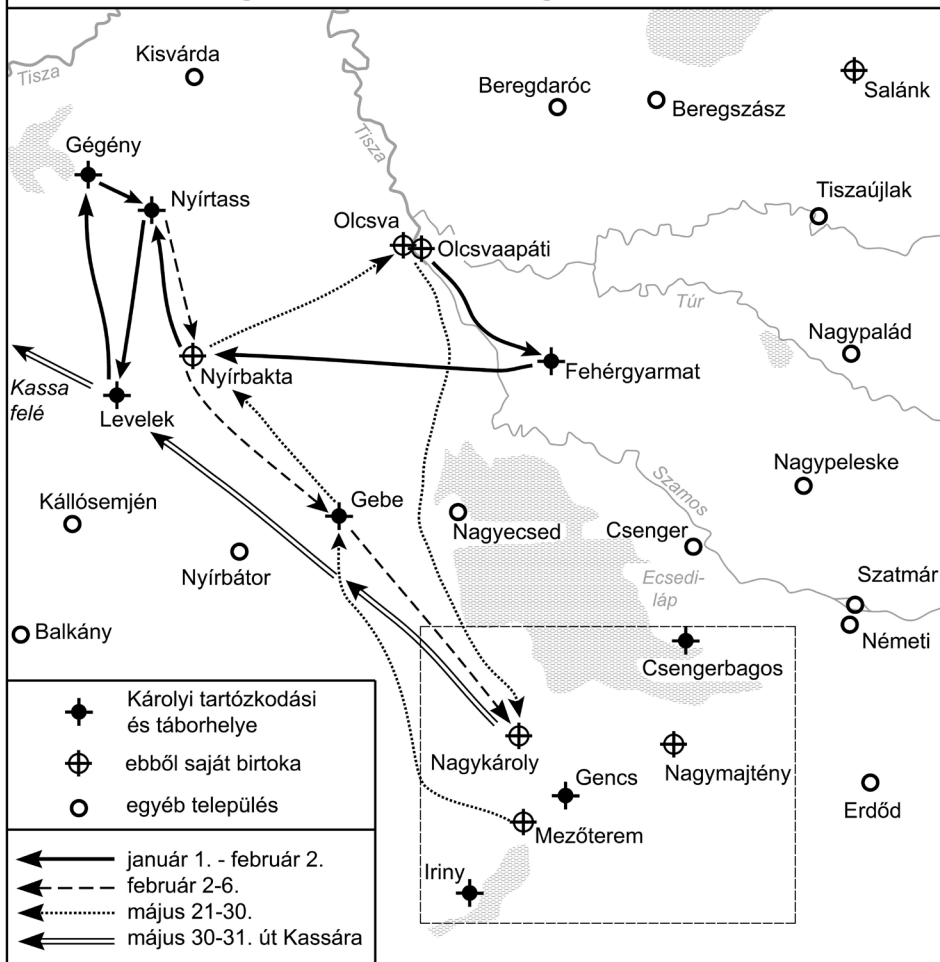 Kisvárda
Tisza
Beregdaróc
Beregszász
Salánk
Tisza
Gégény
Nyírtass
Tiszaújlak
Olcsva
Olcsvaapáti
Túr
Nagypalád
Nyírbakta
Fehérgyarmat
Kassa
felé
Levelek
Nagypeleske
Szamos
Kállósemjén
Gebe
Nagyecsed
Csenger
Nyírbátor
Ecsedi-
láp
Szatmár
Balkány
Németi
Csengerbagos
Nagykároly
Nagymajtény
Gencs
Erdőd
Mezőterem
Iriny
Károlyi tartózkodási
és táborhelye
ebből saját birtoka
egyéb település
január 1. - február 2.
február 2-6.
május 21-30.
május 30-31. út Kassára